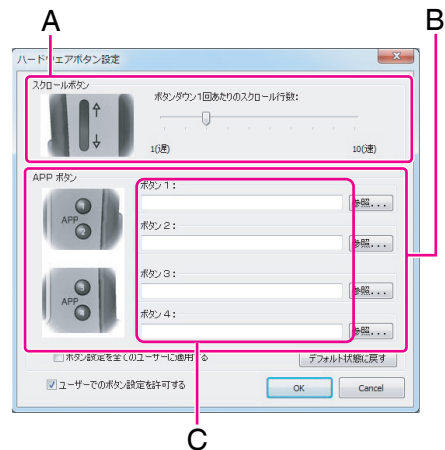 A
B
ハードウェアボタン設定
スクロールボタン
ボタンダウン1回あたりのスクロール行数:
1(遅)
10(速)
APP ボタン
ボタン 1:
参照...
APP
1
2
ボタン 2:
参照...
ボタン 3:
参照...
APP
3
4
ボタン 4:
参照...
ボタン設定を全てのユーザーに適用する
デフォルト状態に戻す
ユーザーでのボタン設定を許可する
OK
Cancel
C